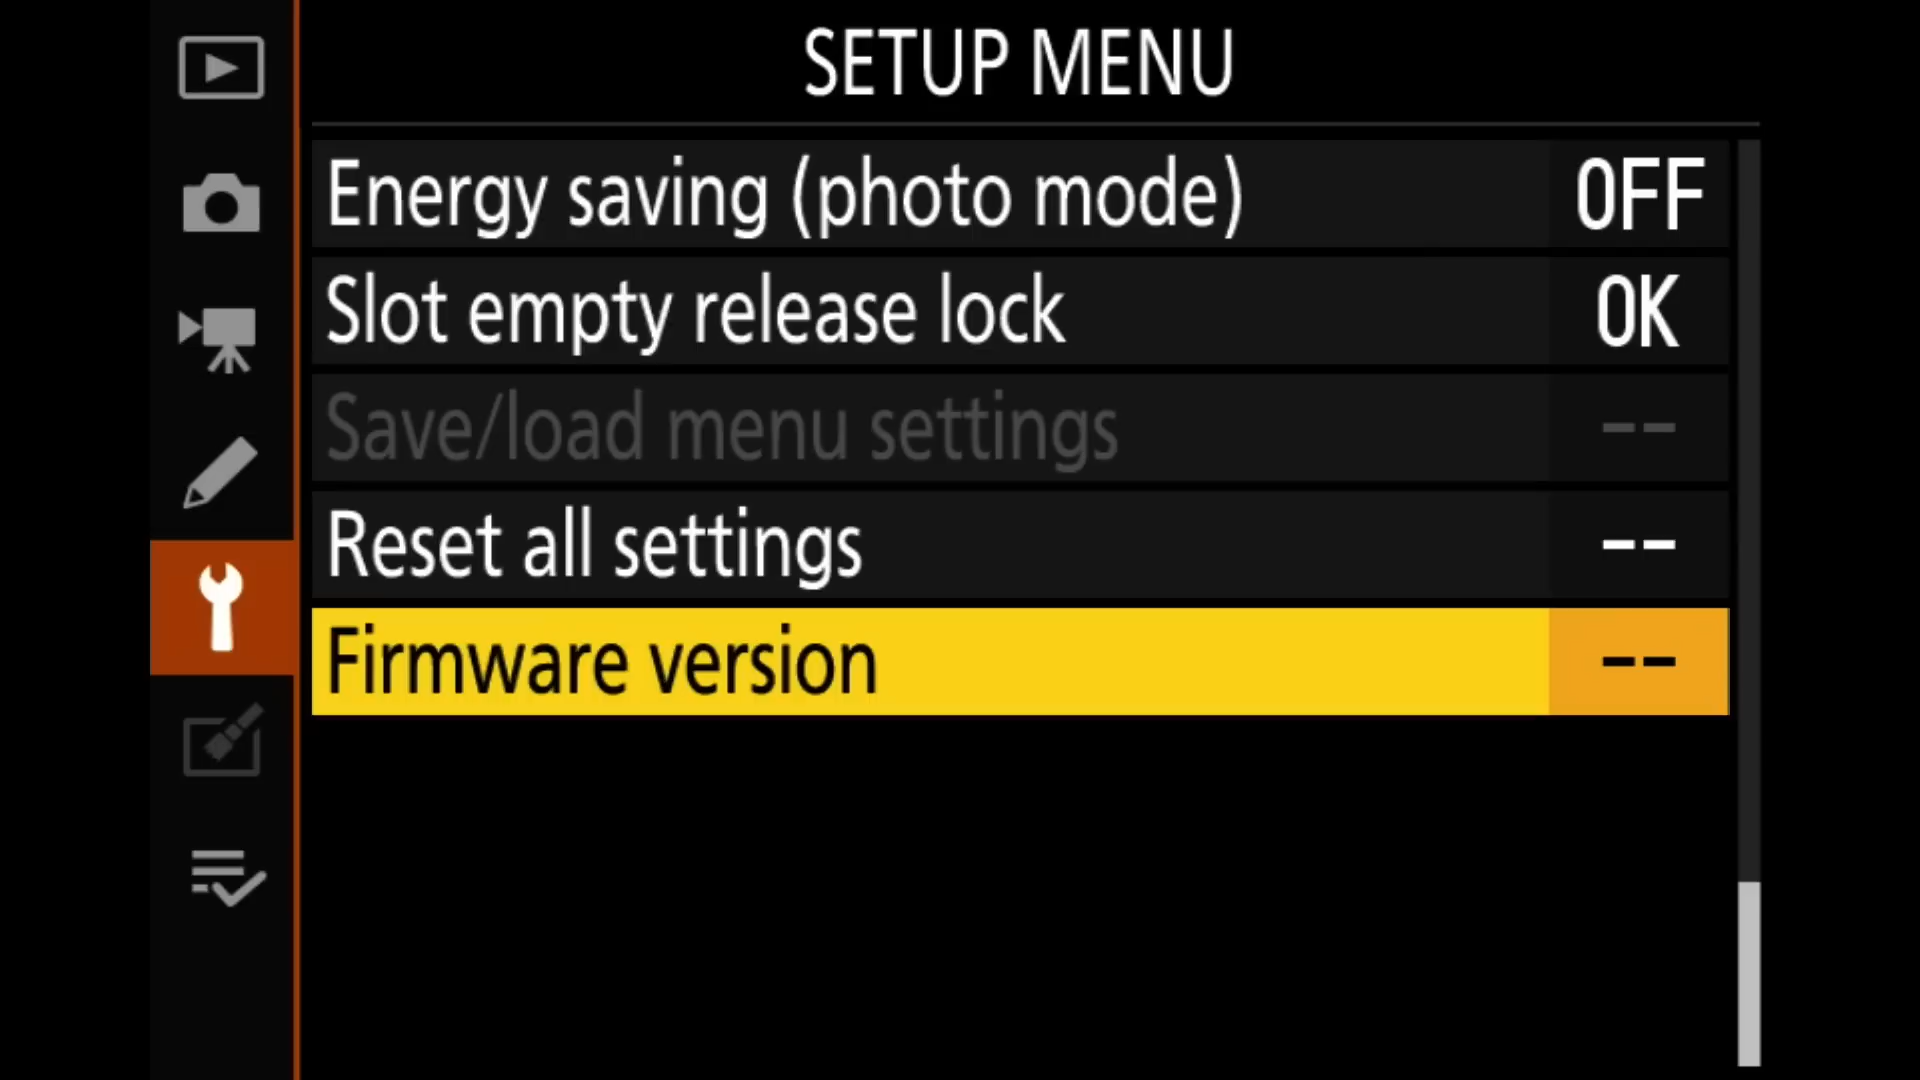 SETUP MENU
Energy saving (photo mode) OFF
Slot empty release lock OK
Save/load menu settings --
Reset all settings --
Firmware version --